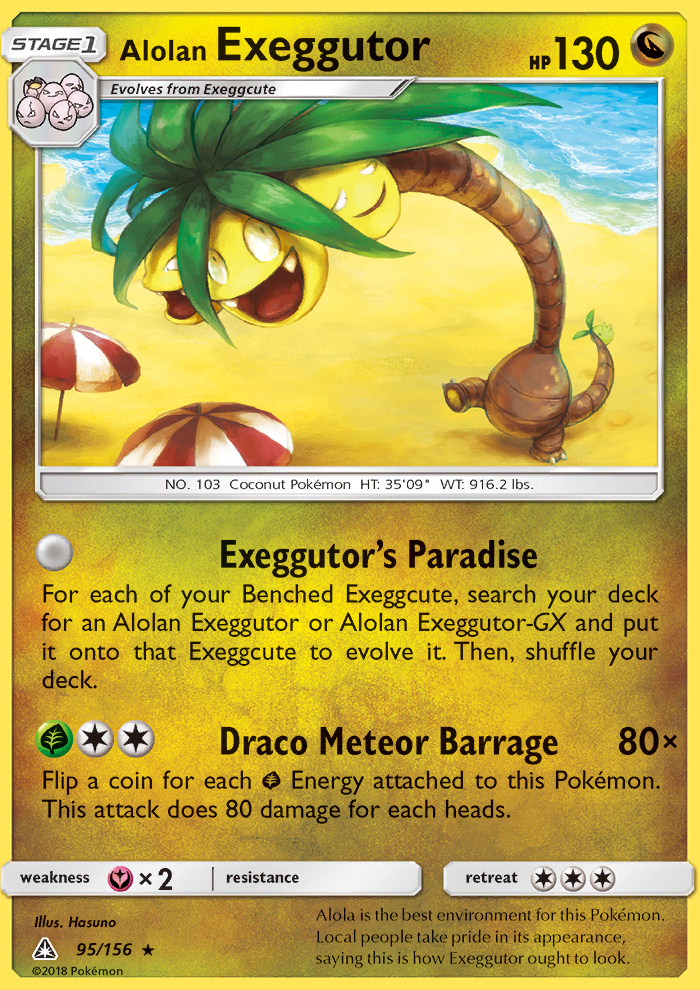 STAGE 1
Alolan Exeggutor
HP 130
Evolves from Exeggcute
NO. 103 Coconut Pokémon HT: 35'09" WT: 916.2 lbs.
Exeggutor's Paradise
For each of your Benched Exeggcute, search your deck
for an Alolan Exeggutor or Alolan Exeggutor-GX and put
it onto that Exeggcute to evolve it. Then, shuffle your
deck.
Draco Meteor Barrage 80×
Flip a coin for each Energy attached to this Pokémon.
This attack does 80 damage for each heads.
weakness × 2 resistance retreat
Illus. Hasuno
95/156
©2018 Pokémon
Alola is the best environment for this Pokémon.
Local people take pride in its appearance,
saying this is how Exeggutor ought to look.